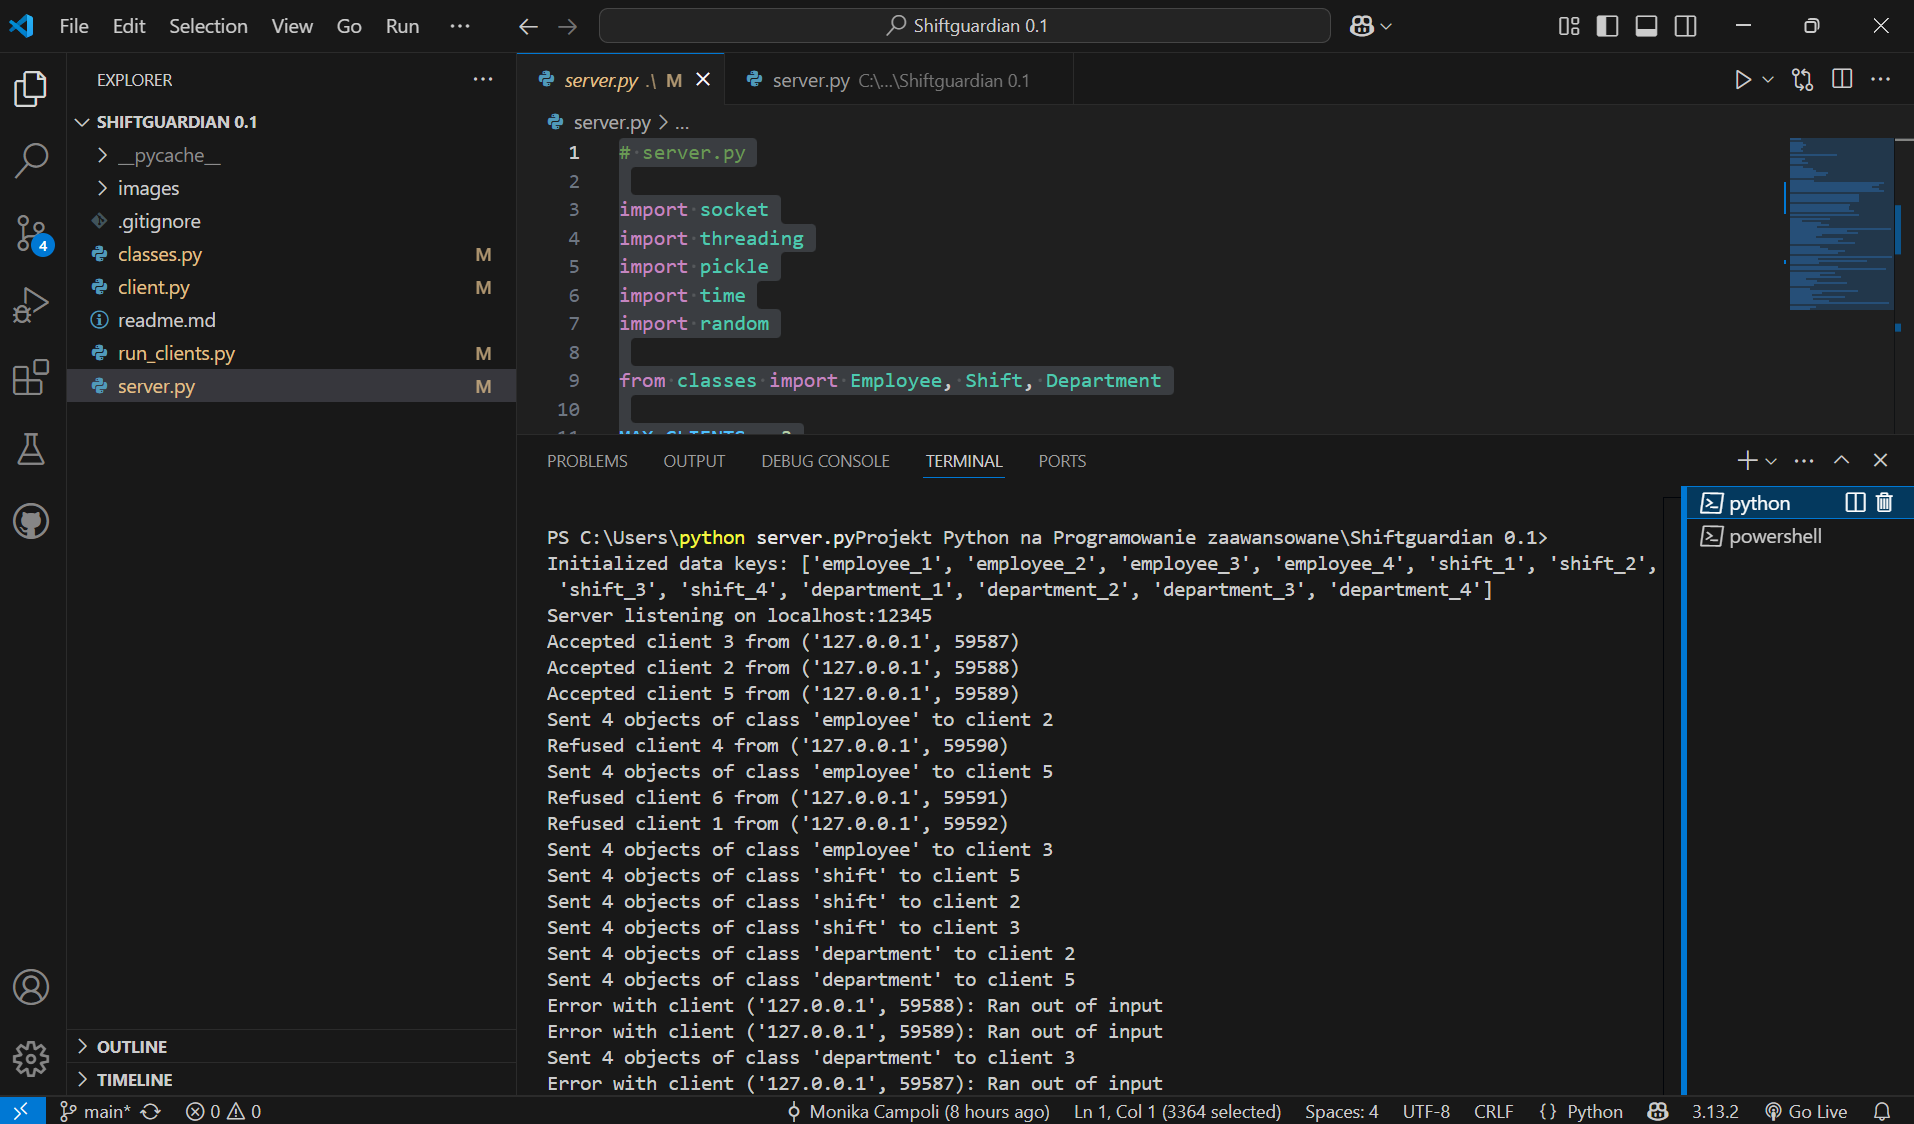 File Edit Selection View Go Run ··· Shiftguardian 0.1
EXPLORER ···
SHIFTGUARDIAN 0.1
__pycache__
images
.gitignore
classes.py M
client.py M
readme.md
run_clients.py M
server.py M
4
OUTLINE
TIMELINE
server.py .\ M server.py C:\...\Shiftguardian 0.1
server.py > ...
1 # server.py
2
3 import socket
4 import threading
5 import pickle
6 import time
7 import random
8
9 from classes import Employee, Shift, Department
10
11 MAX_CLIENTS = 3
PROBLEMS OUTPUT DEBUG CONSOLE TERMINAL PORTS
python
powershell
PS C:\Users\python server.pyProjekt Python na Programowanie zaawansowane\Shiftguardian 0.1>
Initialized data keys: ['employee_1', 'employee_2', 'employee_3', 'employee_4', 'shift_1', 'shift_2',
'shift_3', 'shift_4', 'department_1', 'department_2', 'department_3', 'department_4']
Server listening on localhost:12345
Accepted client 3 from ('127.0.0.1', 59587)
Accepted client 2 from ('127.0.0.1', 59588)
Accepted client 5 from ('127.0.0.1', 59589)
Sent 4 objects of class 'employee' to client 2
Refused client 4 from ('127.0.0.1', 59590)
Sent 4 objects of class 'employee' to client 5
Refused client 6 from ('127.0.0.1', 59591)
Refused client 1 from ('127.0.0.1', 59592)
Sent 4 objects of class 'employee' to client 3
Sent 4 objects of class 'shift' to client 5
Sent 4 objects of class 'shift' to client 2
Sent 4 objects of class 'shift' to client 3
Sent 4 objects of class 'department' to client 2
Sent 4 objects of class 'department' to client 5
Error with client ('127.0.0.1', 59588): Ran out of input
Error with client ('127.0.0.1', 59589): Ran out of input
Sent 4 objects of class 'department' to client 3
Error with client ('127.0.0.1', 59587): Ran out of input
main* 0 0 Monika Campoli (8 hours ago) Ln 1, Col 1 (3364 selected) Spaces: 4 UTF-8 CRLF {} Python 3.13.2 Go Live